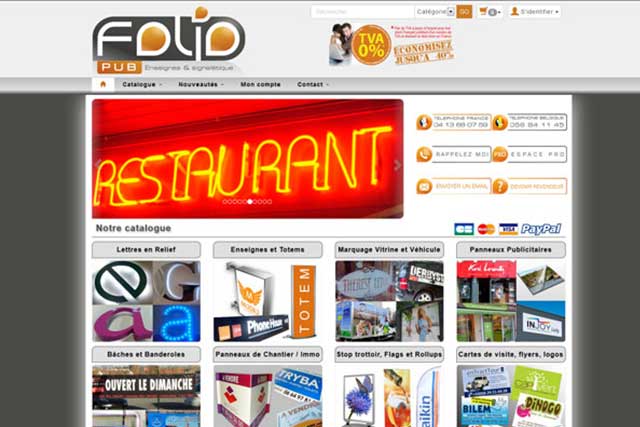 Rechercher
Catégorie
GO
0
S'identifier
FOLIO
PUB
Enseignes & signalétique
TVA
0%
ECONOMISEZ
JUSQU'A 40%
Catalogue
Nouveautés
Mon compte
Contact
RESTAURANT
TELEPHONE FRANCE
04 13 68 07 59
TELEPHONE BELGIQUE
058 84 11 45
RAPPELEZ MOI
PRO
ESPACE PRO
ENVOYER UN EMAIL
?
DEVENIR REVENDEUR
Notre catalogue
VISA
PayPal
Lettres en Relief
Enseignes et Totems
Marquage Vitrine et Véhicule
Panneaux Publicitaires
e G
a a
M
Phone House
TOTEM
INJOY
Bâches et Banderoles
Panneaux de Chantier / Immo
Stop trottoir, Flags et Rollups
Cartes de visite, flyers, logos
OUVERT LE DIMANCHE
A VENDRE
TRYBA
A VENDRE
aikin
BILEM
DINOGO